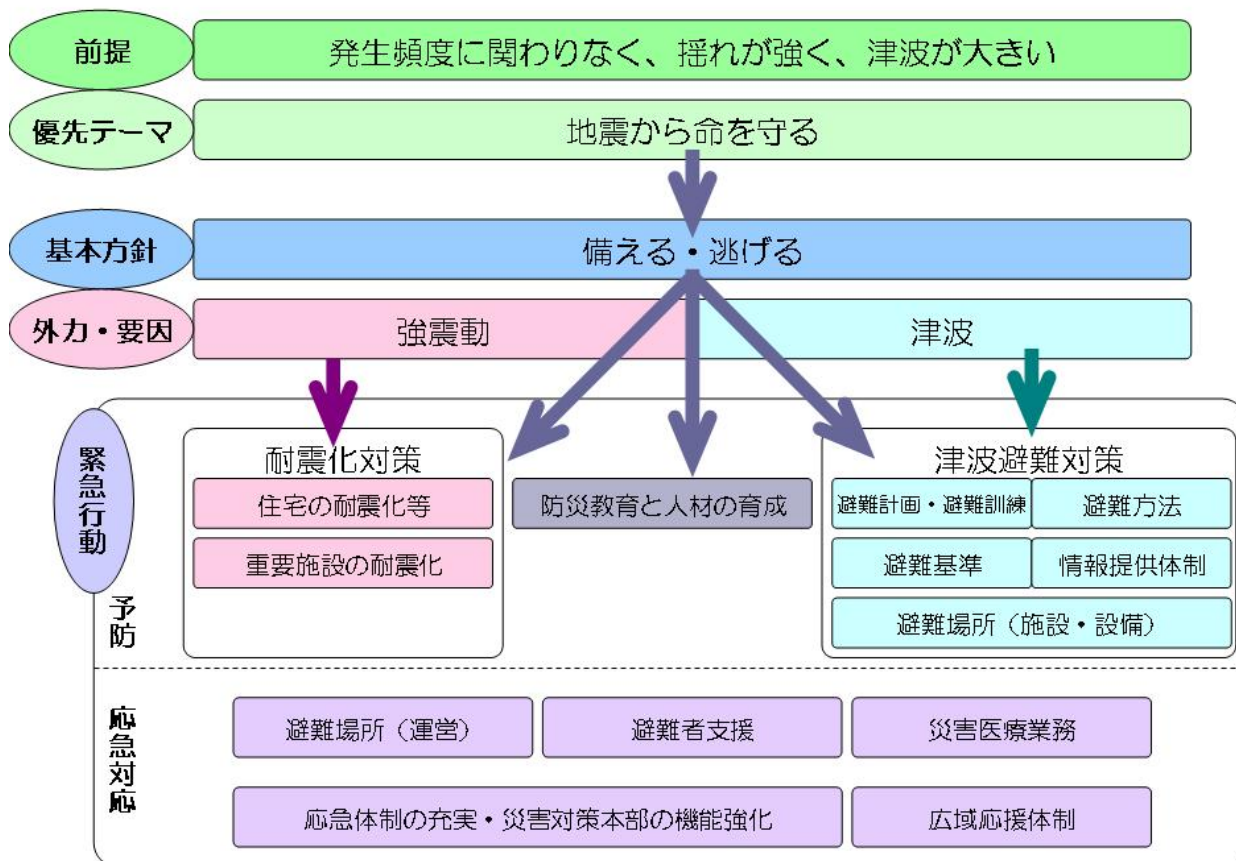 前提
発生頻度に関わりなく、揺れが強く、津波が大きい
優先テーマ
地震から命を守る
基本方針
備える・逃げる
外力・要因
強震動
津波
緊急行動
予防
耐震化対策
住宅の耐震化等
重要施設の耐震化
防災教育と人材の育成
津波避難対策
避難計画・避難訓練
避難方法
避難基準
情報提供体制
避難場所（施設・設備）
応急対応
避難場所（運営）
避難者支援
災害医療業務
応急体制の充実・災害対策本部の機能強化
広域応援体制